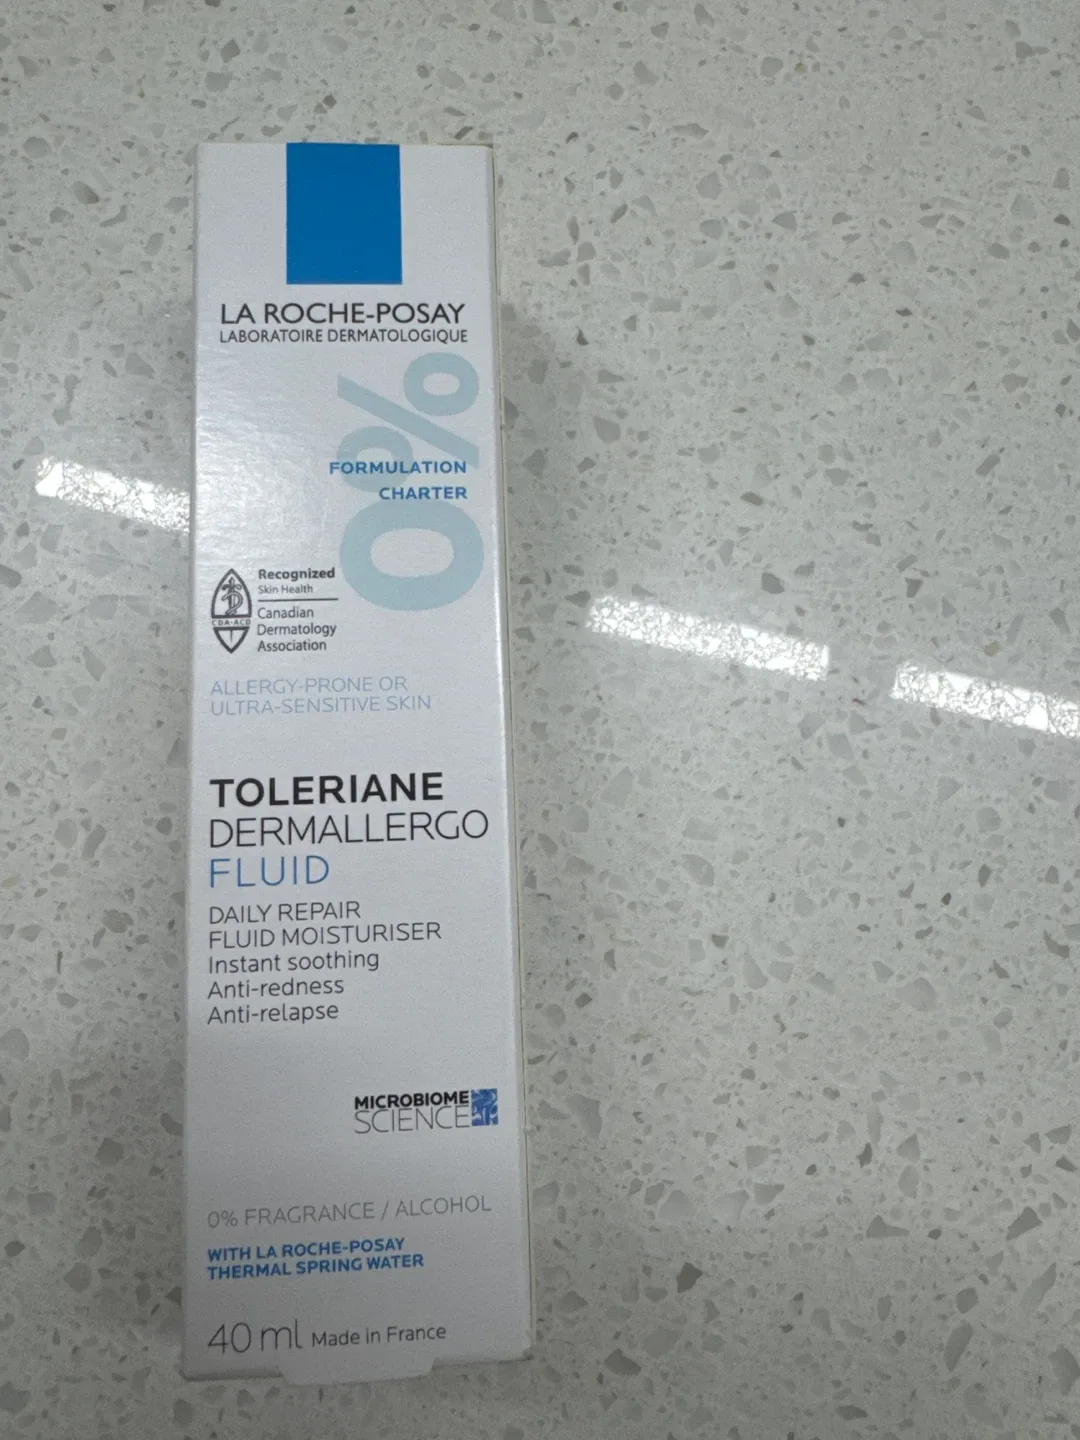 LA ROCHE-POSAY
LABORATOIRE DERMATOLOGIQUE
0%
FORMULATION
CHARTER
Recognized
Skin Health
Canadian
Dermatology
Association
CDA-ACD
ALLERGY-PRONE OR
ULTRA-SENSITIVE SKIN
TOLERIANE
DERMALLERGO
FLUID
DAILY REPAIR
FLUID MOISTURISER
Instant soothing
Anti-redness
Anti-relapse
MICROBIOME
SCIENCE
0% FRAGRANCE / ALCOHOL
WITH LA ROCHE-POSAY
THERMAL SPRING WATER
40 ml Made in France